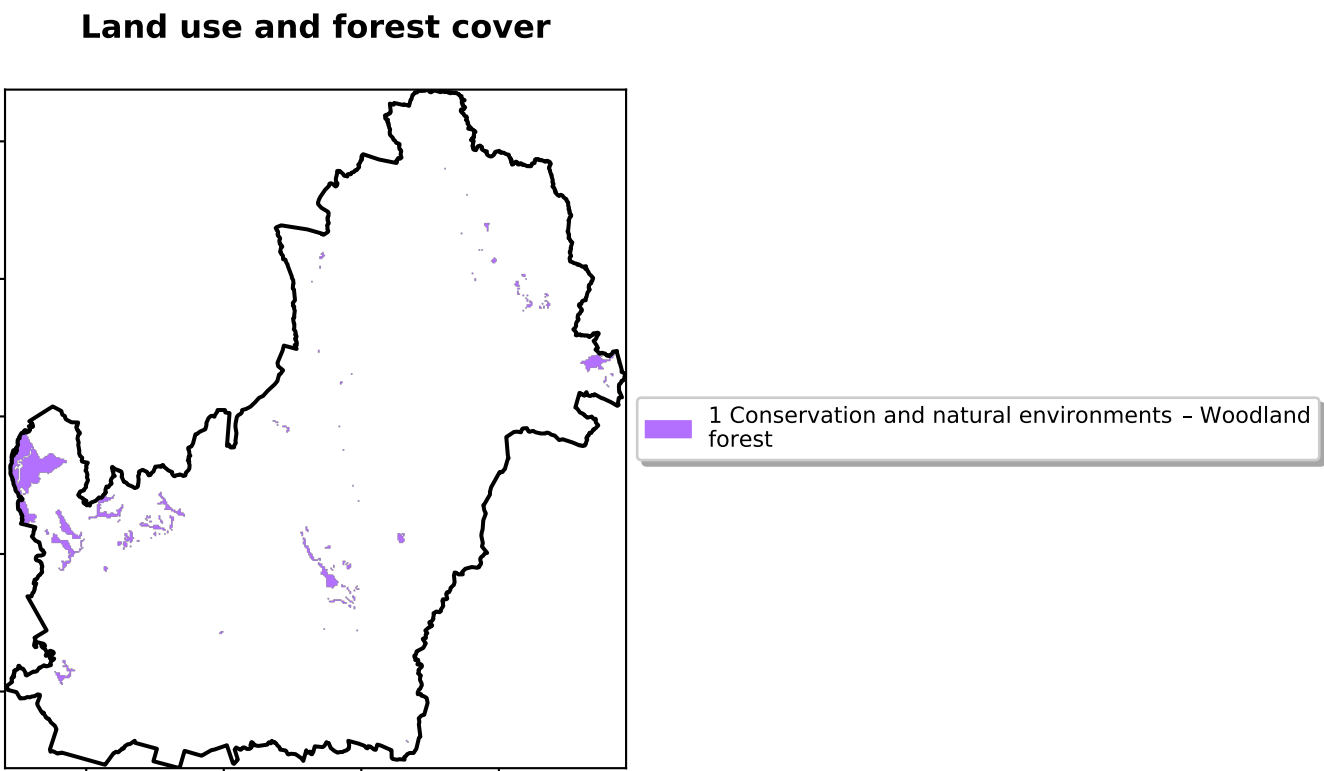 Land use and forest cover
1 Conservation and natural environments – Woodland
forest